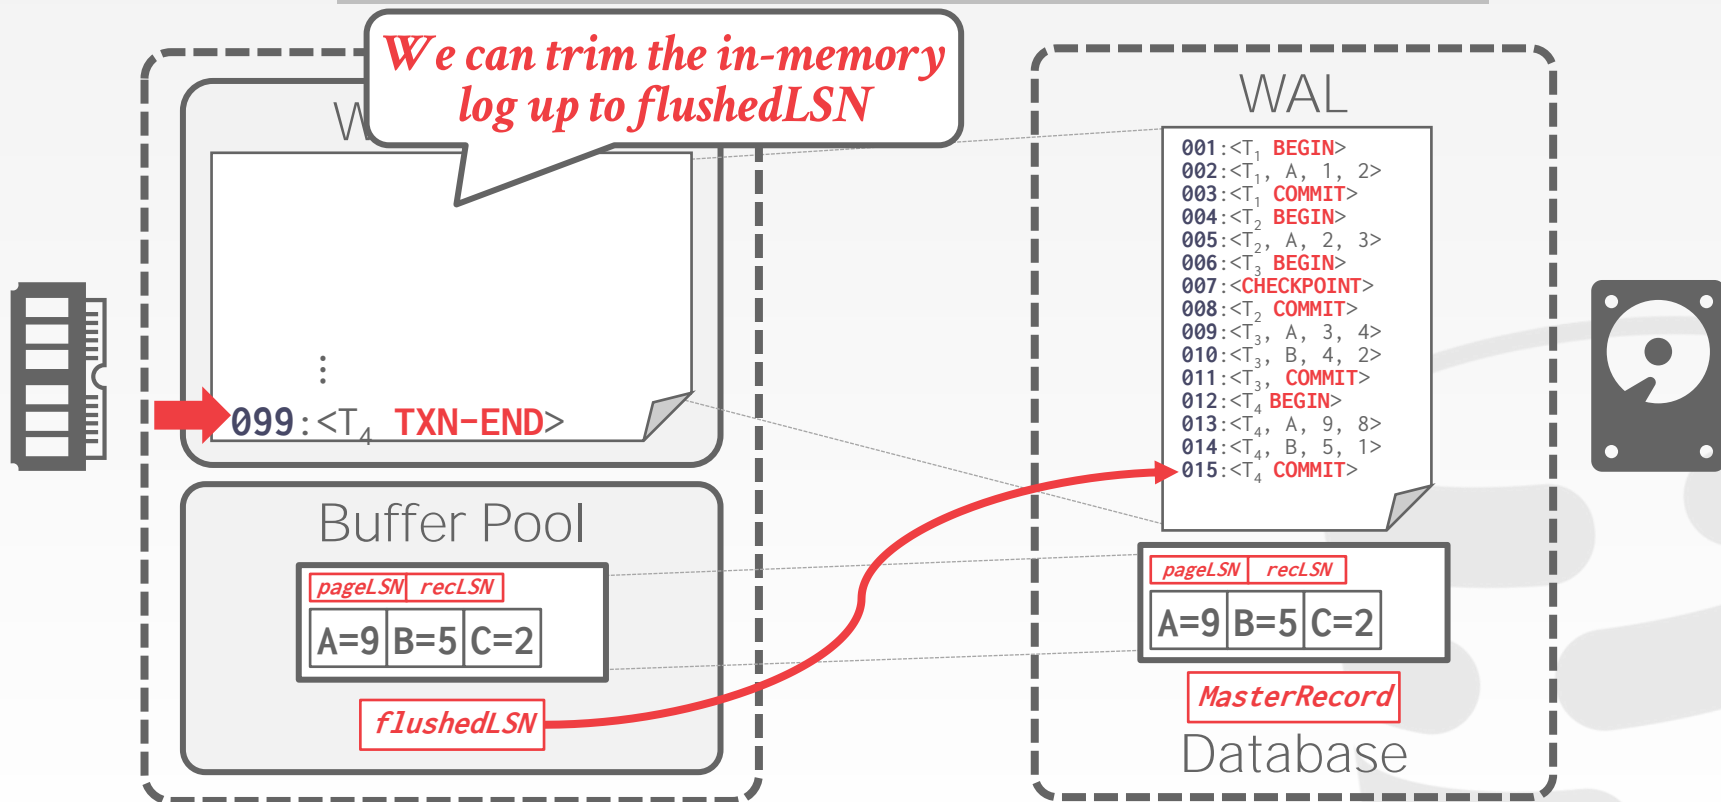 We can trim the in-memory
log up to flushedLSN
W
⋮
099:<T4 TXN-END>
Buffer Pool
pageLSN recLSN
A=9 B=5 C=2
flushedLSN
WAL
001:<T1 BEGIN>
002:<T1, A, 1, 2>
003:<T1 COMMIT>
004:<T2 BEGIN>
005:<T2, A, 2, 3>
006:<T3 BEGIN>
007:<CHECKPOINT>
008:<T2 COMMIT>
009:<T3, A, 3, 4>
010:<T3, B, 4, 2>
011:<T3, COMMIT>
012:<T4 BEGIN>
013:<T4, A, 9, 8>
014:<T4, B, 5, 1>
015:<T4 COMMIT>
pageLSN recLSN
A=9 B=5 C=2
MasterRecord
Database